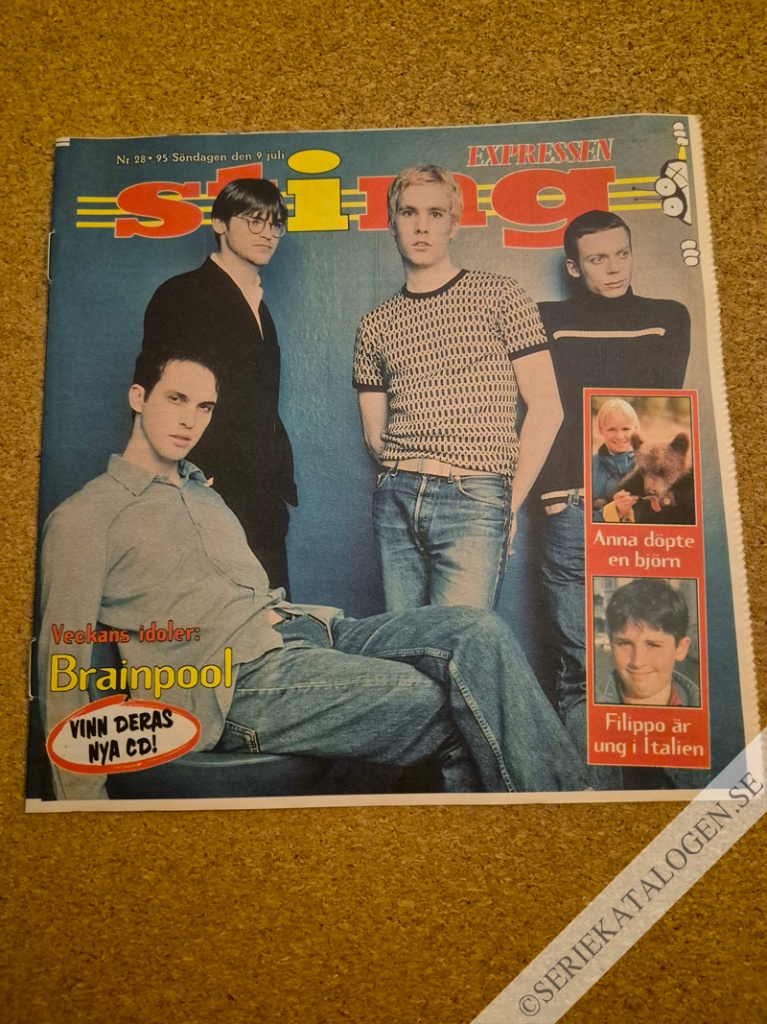 Nr 28 • 95 Söndagen den 9 juli
EXPRESSEN
sting
Anna döpte
en björn
Veckans idoler:
Brainpool
VINN DERAS
NYA CD!
Filippo är
ung i Italien
©SERIEKATALOGEN.SE